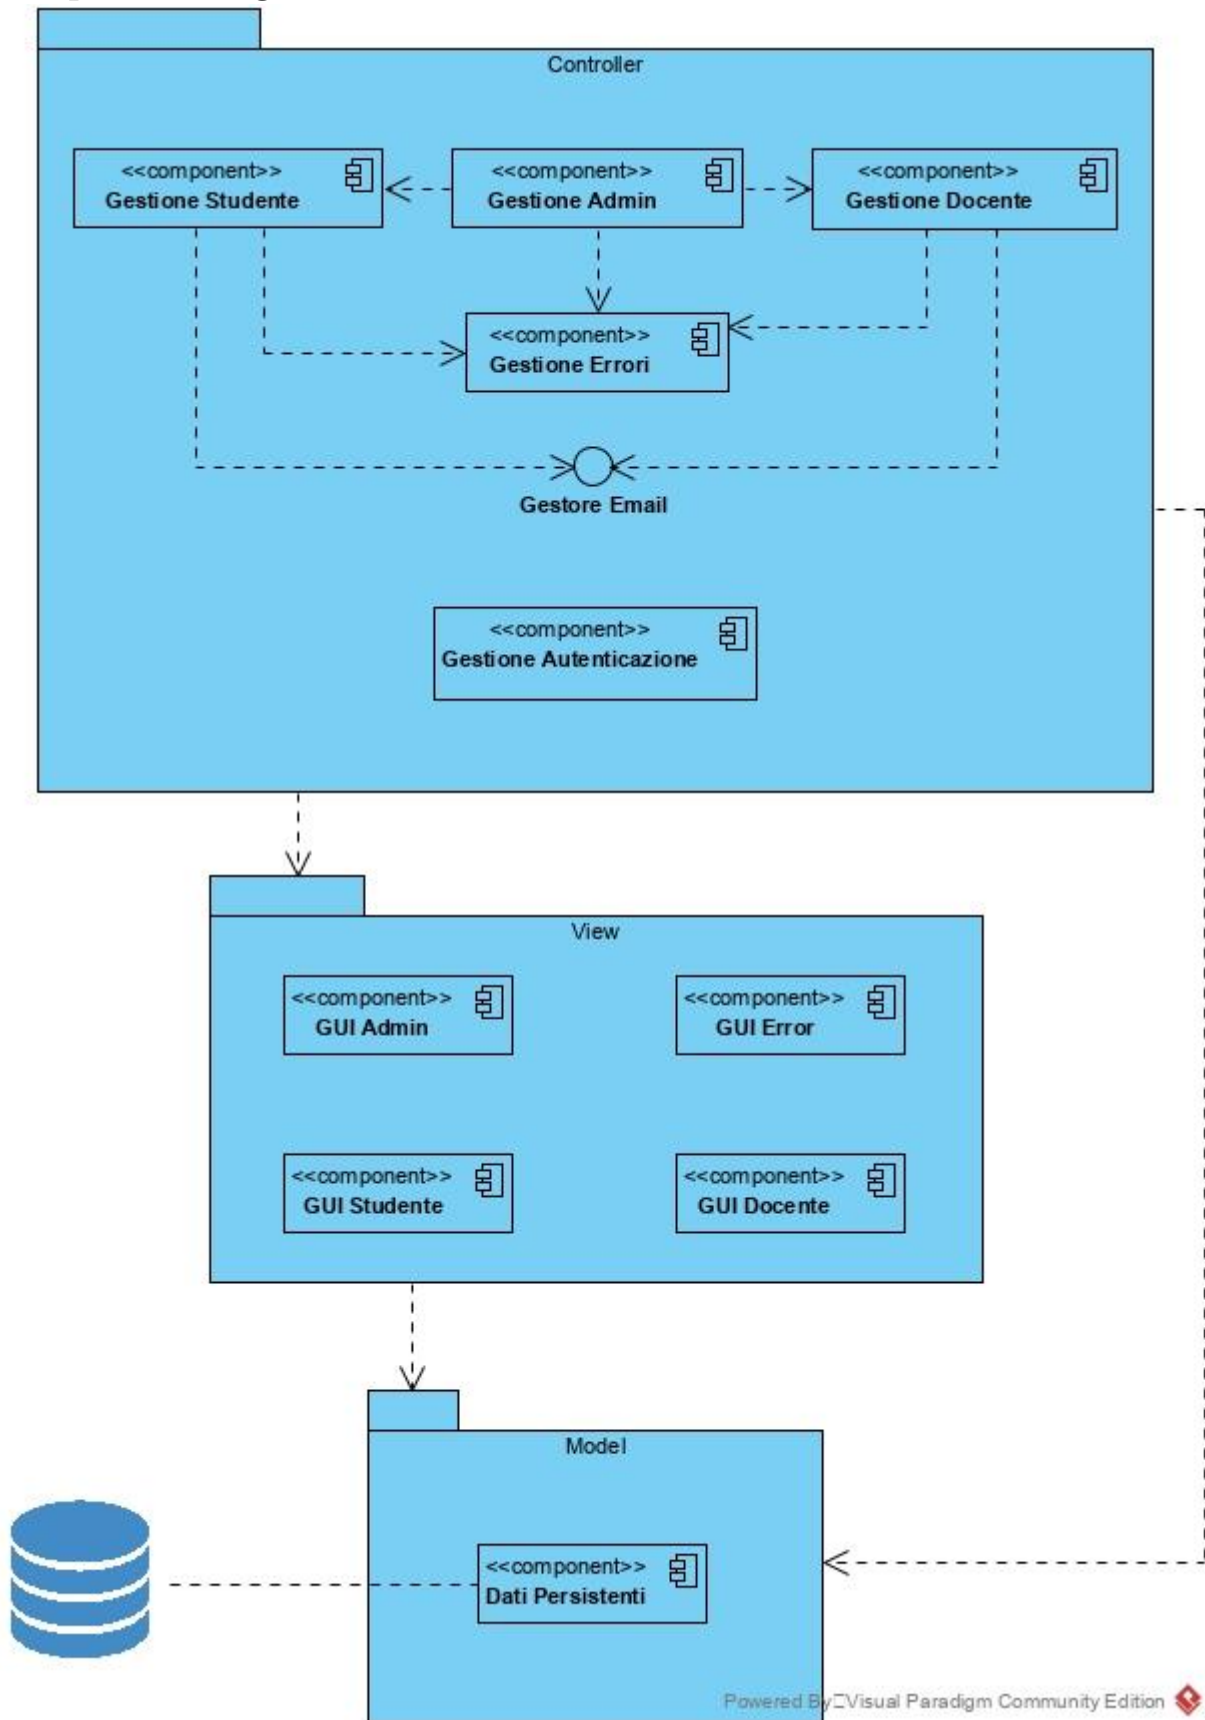 Controller
<<component>>
Gestione Studente
<<component>>
Gestione Admin
<<component>>
Gestione Docente
<<component>>
Gestione Errori
Gestore Email
<<component>>
Gestione Autenticazione
View
<<component>>
GUI Admin
<<component>>
GUI Error
<<component>>
GUI Studente
<<component>>
GUI Docente
Model
<<component>>
Dati Persistenti
Powered By Visual Paradigm Community Edition